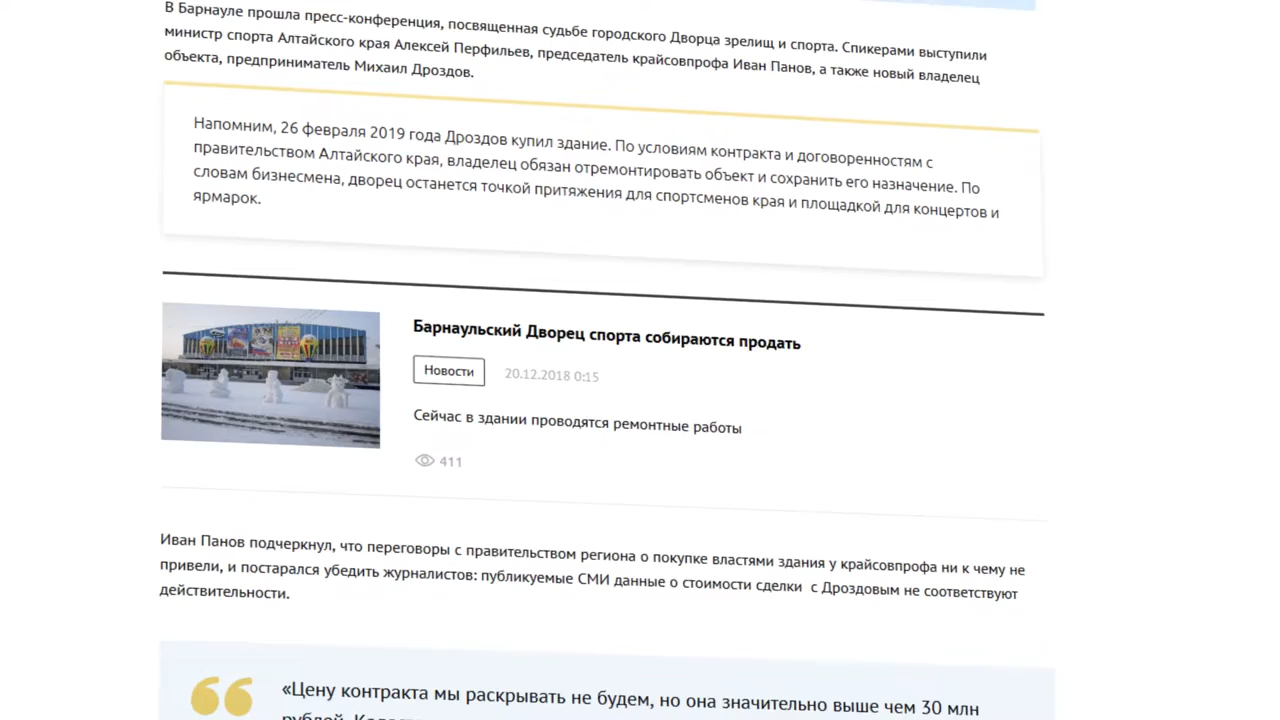 В Барнауле прошла пресс-конференция, посвященная судьбе городского Дворца зрелищ и спорта. Спикерами выступили
министр спорта Алтайского края Алексей Перфильев, председатель крайсовпрофа Иван Панов, а также новый владелец
объекта, предприниматель Михаил Дроздов.
Напомним, 26 февраля 2019 года Дроздов купил здание. По условиям контракта и договоренностям с
правительством Алтайского края, владелец обязан отремонтировать объект и сохранить его назначение. По
словам бизнесмена, дворец останется точкой притяжения для спортсменов края и площадкой для концертов и
ярмарок.
Барнаульский Дворец спорта собираются продать
Новости 20.12.2018 0:15
Сейчас в здании проводятся ремонтные работы
411
Иван Панов подчеркнул, что переговоры с правительством региона о покупке властями здания у крайсовпрофа ни к чему не
привели, и постарался убедить журналистов: публикуемые СМИ данные о стоимости сделки с Дроздовым не соответствуют
действительности.
«Цену контракта мы раскрывать не будем, но она значительно выше чем 30 млн